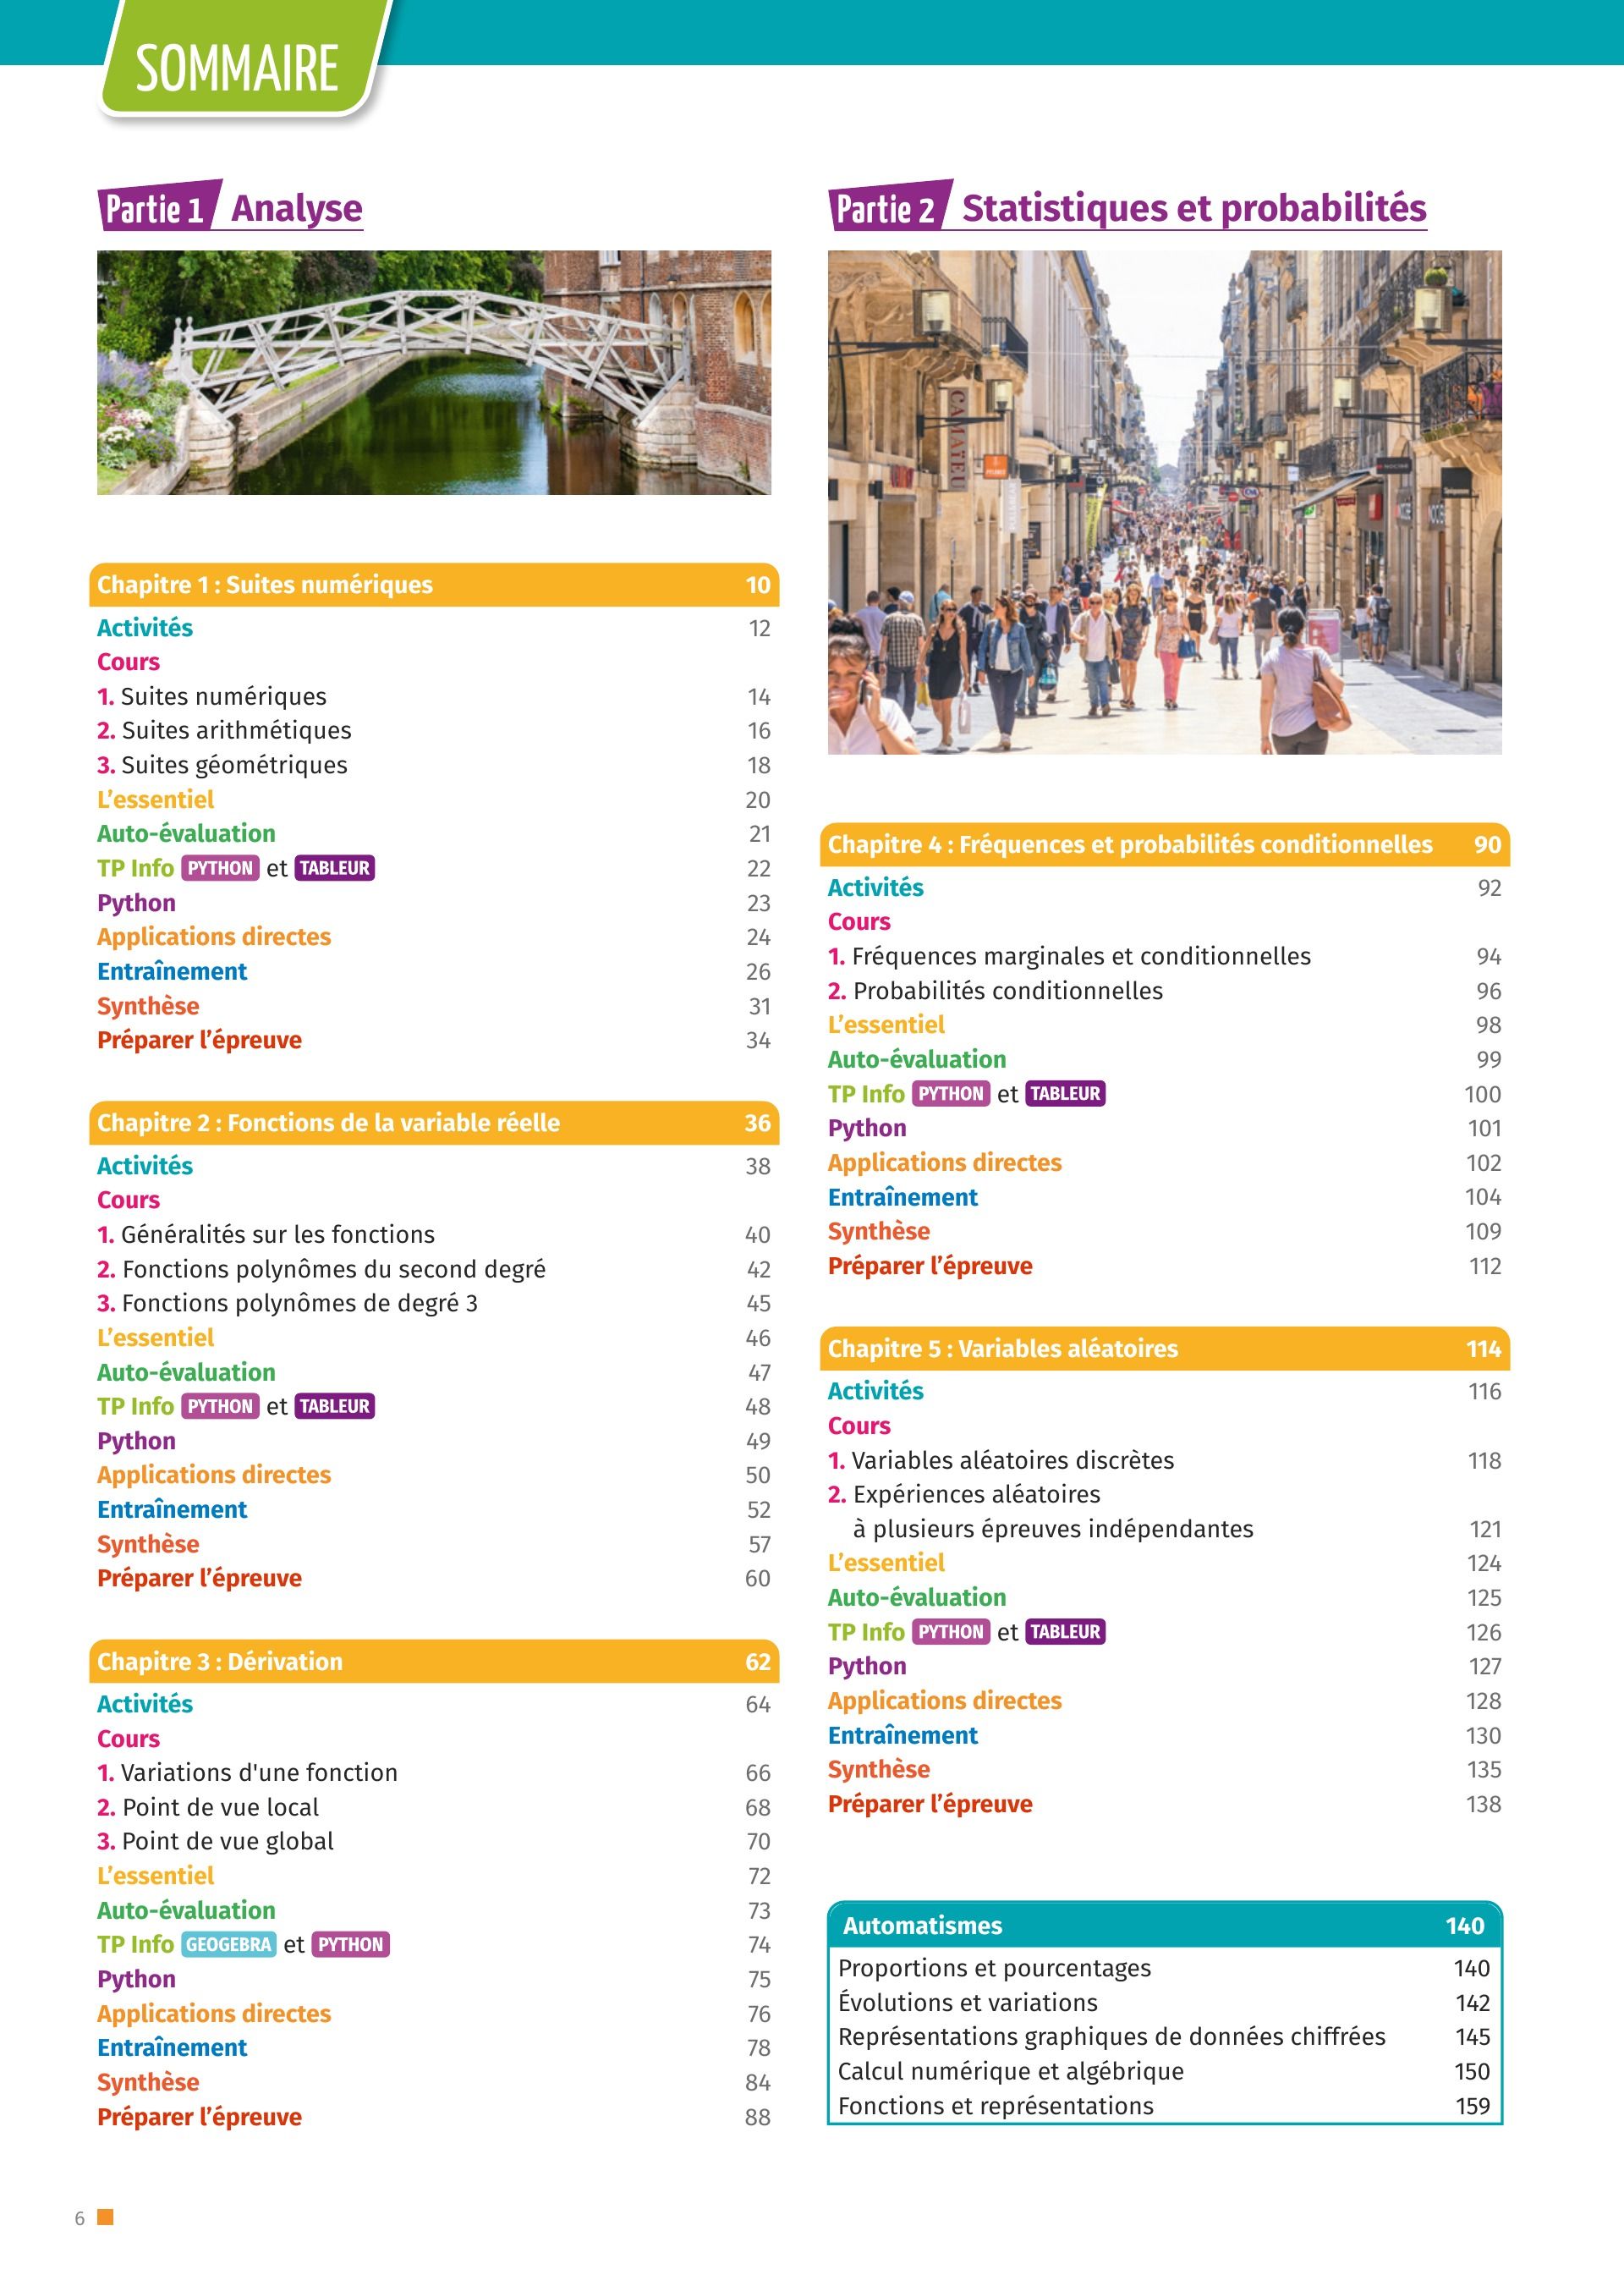 SOMMAIRE
Partie 1 Analyse
Chapitre 1 : Suites numériques 10
Activités 12
Cours
1. Suites numériques 14
2. Suites arithmétiques 16
3. Suites géométriques 18
L’essentiel 20
Auto-évaluation 21
TP Info PYTHON et TABLEUR 22
Python 23
Applications directes 24
Entraînement 26
Synthèse 31
Préparer l’épreuve 34
Chapitre 2 : Fonctions de la variable réelle 36
Activités 38
Cours
1. Généralités sur les fonctions 40
2. Fonctions polynômes du second degré 42
3. Fonctions polynômes de degré 3 45
L’essentiel 46
Auto-évaluation 47
TP Info PYTHON et TABLEUR 48
Python 49
Applications directes 50
Entraînement 52
Synthèse 57
Préparer l’épreuve 60
Chapitre 3 : Dérivation 62
Activités 64
Cours
1. Variations d'une fonction 66
2. Point de vue local 68
3. Point de vue global 70
L’essentiel 72
Auto-évaluation 73
TP Info GEOGEBRA et PYTHON 74
Python 75
Applications directes 76
Entraînement 78
Synthèse 84
Préparer l’épreuve 88
Partie 2 Statistiques et probabilités
CAMAÏEU
Chapitre 4 : Fréquences et probabilités conditionnelles 90
Activités 92
Cours
1. Fréquences marginales et conditionnelles 94
2. Probabilités conditionnelles 96
L’essentiel 98
Auto-évaluation 99
TP Info PYTHON et TABLEUR 100
Python 101
Applications directes 102
Entraînement 104
Synthèse 109
Préparer l’épreuve 112
Chapitre 5 : Variables aléatoires 114
Activités 116
Cours
1. Variables aléatoires discrètes 118
2. Expériences aléatoires
à plusieurs épreuves indépendantes 121
L’essentiel 124
Auto-évaluation 125
TP Info PYTHON et TABLEUR 126
Python 127
Applications directes 128
Entraînement 130
Synthèse 135
Préparer l’épreuve 138
Automatismes 140
Proportions et pourcentages 140
Évolutions et variations 142
Représentations graphiques de données chiffrées 145
Calcul numérique et algébrique 150
Fonctions et représentations 159
6